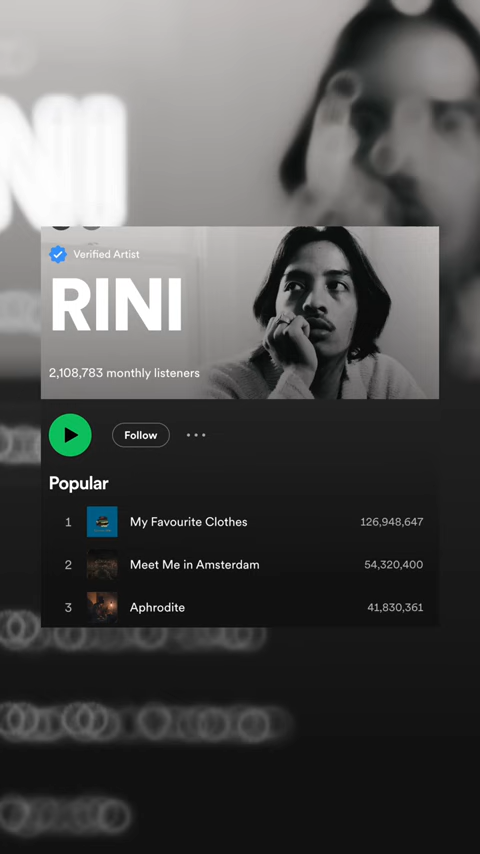 Verified Artist
RINI
2,108,783 monthly listeners
Follow
Popular
1 My Favourite Clothes 126,948,647
2 Meet Me in Amsterdam 54,320,400
3 Aphrodite 41,830,361